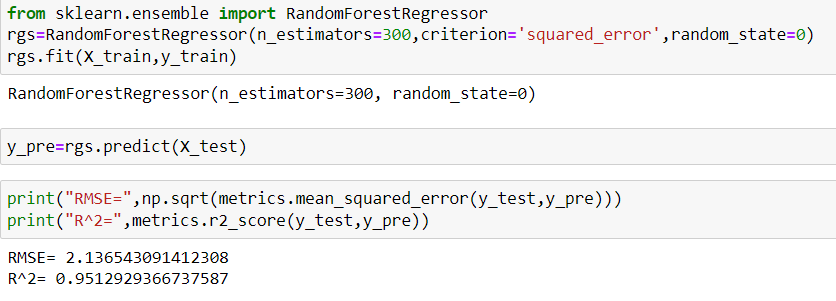 from sklearn.ensemble import RandomForestRegressor
rgs=RandomForestRegressor(n_estimators=300,criterion='squared_error',random_state=0)
rgs.fit(X_train,y_train)
RandomForestRegressor(n_estimators=300, random_state=0)
y_pre=rgs.predict(X_test)
print("RMSE=",np.sqrt(metrics.mean_squared_error(y_test,y_pre)))
print("R^2=",metrics.r2_score(y_test,y_pre))
RMSE= 2.136543091412308
R^2= 0.9512929366737587